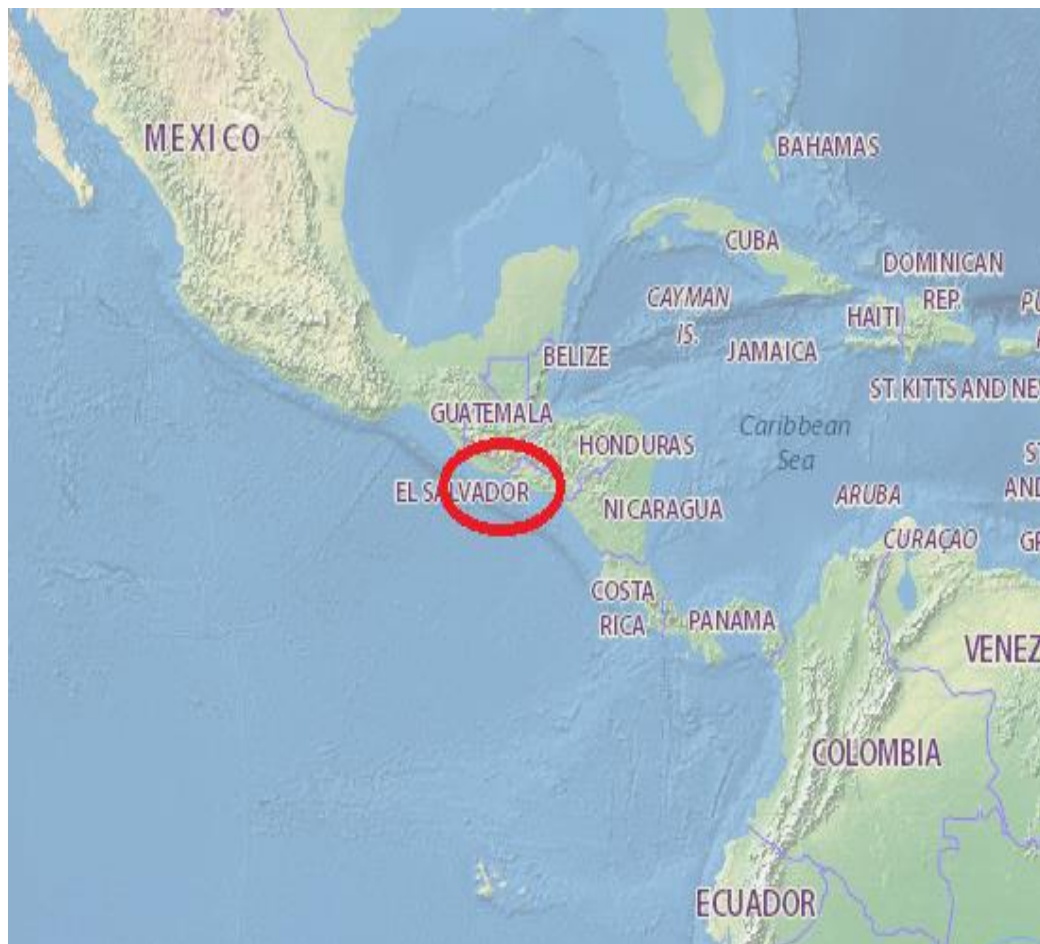 MEXICO
BAHAMAS
CUBA
DOMINICAN
REP.
CAYMAN
IS.
HAITI
JAMAICA
BELIZE
ST. KITTS AND
GUATEMALA
Caribbean
Sea
HONDURAS
EL SALVADOR
NICARAGUA
ARUBA
AND
CURAÇAO
COSTA
RICA
PANAMA
VENEZ
COLOMBIA
ECUADOR